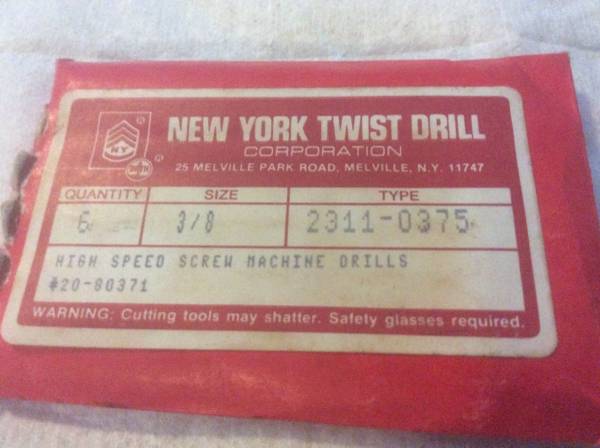 NY
NEW YORK TWIST DRILL
CORPORATION
25 MELVILLE PARK ROAD, MELVILLE, N.Y. 11747
QUANTITY SIZE TYPE
6 3/8 2311-0375
HIGH SPEED SCREW MACHINE DRILLS
#20-80371
WARNING: Cutting tools may shatter. Safety glasses required.